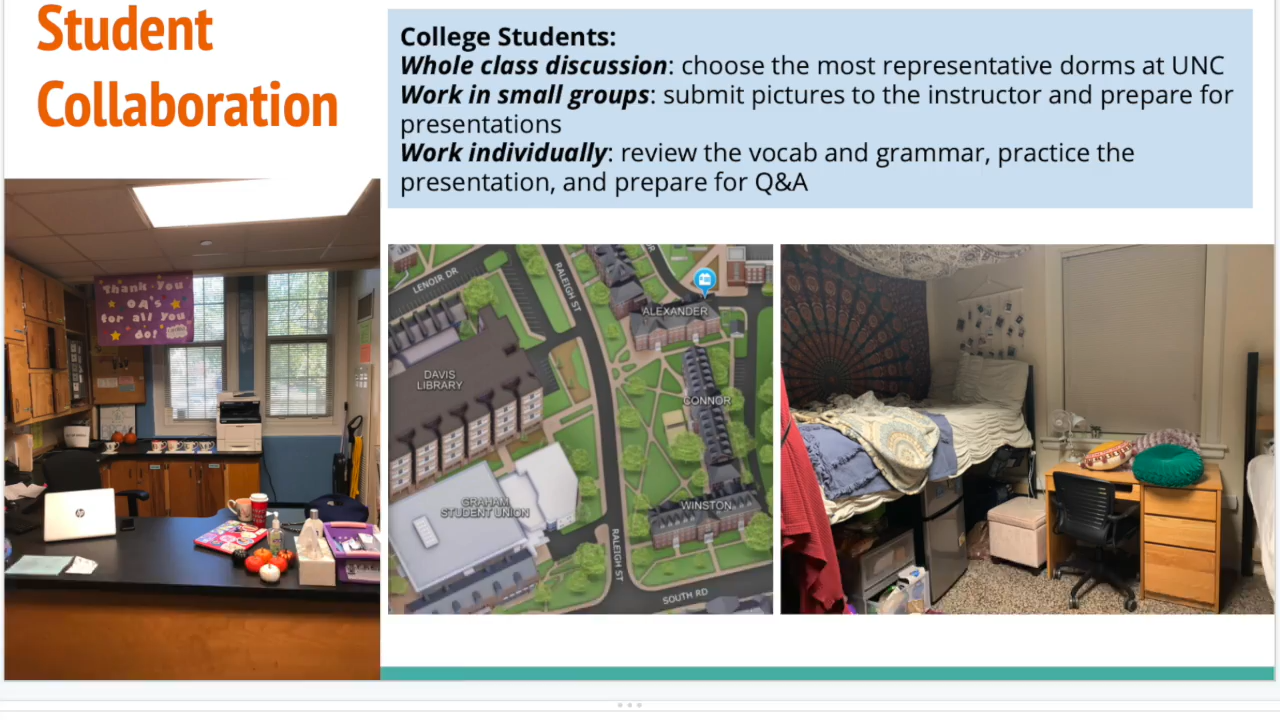 Student
Collaboration
College Students:
Whole class discussion: choose the most representative dorms at UNC
Work in small groups: submit pictures to the instructor and prepare for
presentations
Work individually: review the vocab and grammar, practice the
presentation, and prepare for Q&A
Thank-You
OA's
for all you
do!
hp
LENOIR DR
RALEIGH ST
ALEXANDER
DAVIS
LIBRARY
CONNOR
GRAHAM
STUDENT UNION
WINSTON
RALEIGH ST
SOUTH RD